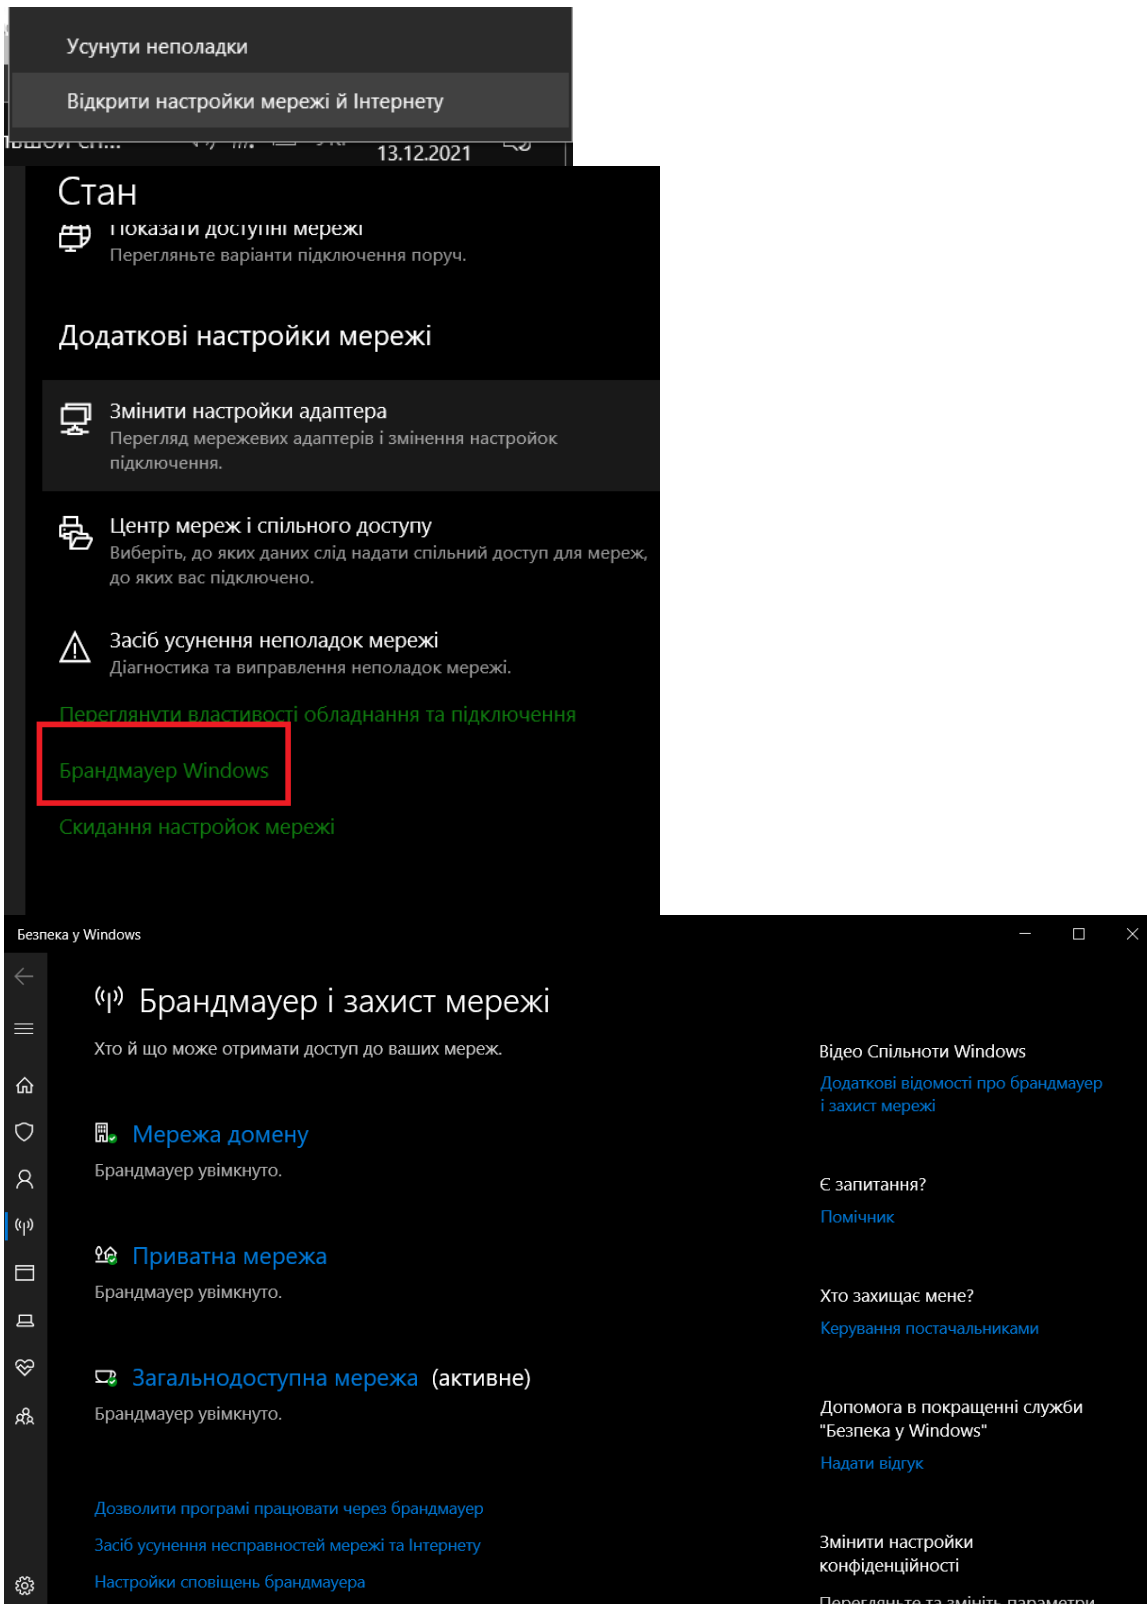 Усунути неполадки
Відкрити настройки мережі й Інтернету
13.12.2021
Стан
Показати доступні мережі
Перегляньте варіанти підключення поруч.
Додаткові настройки мережі
Змінити настройки адаптера
Перегляд мережевих адаптерів і змінення настройок
підключення.
Центр мереж і спільного доступу
Виберіть, до яких даних слід надати спільний доступ для мереж,
до яких вас підключено.
Засіб усунення неполадок мережі
Діагностика та виправлення неполадок мережі.
Переглянути властивості обладнання та підключення
Брандмауер Windows
Скидання настройок мережі
Безпека у Windows
Брандмауер і захист мережі
Хто й що може отримати доступ до ваших мереж.
Мережа домену
Брандмауер увімкнуто.
Приватна мережа
Брандмауер увімкнуто.
Загальнодоступна мережа (активне)
Брандмауер увімкнуто.
Дозволити програмі працювати через брандмауер
Засіб усунення несправностей мережі та Інтернету
Настройки сповіщень брандмауера
Відео Спільноти Windows
Додаткові відомості про брандмауер
і захист мережі
Є запитання?
Помічник
Хто захищає мене?
Керування постачальниками
Допомога в покращенні служби
"Безпека у Windows"
Надати відгук
Змінити настройки
конфіденційності
Перегляньте та змініть параметри